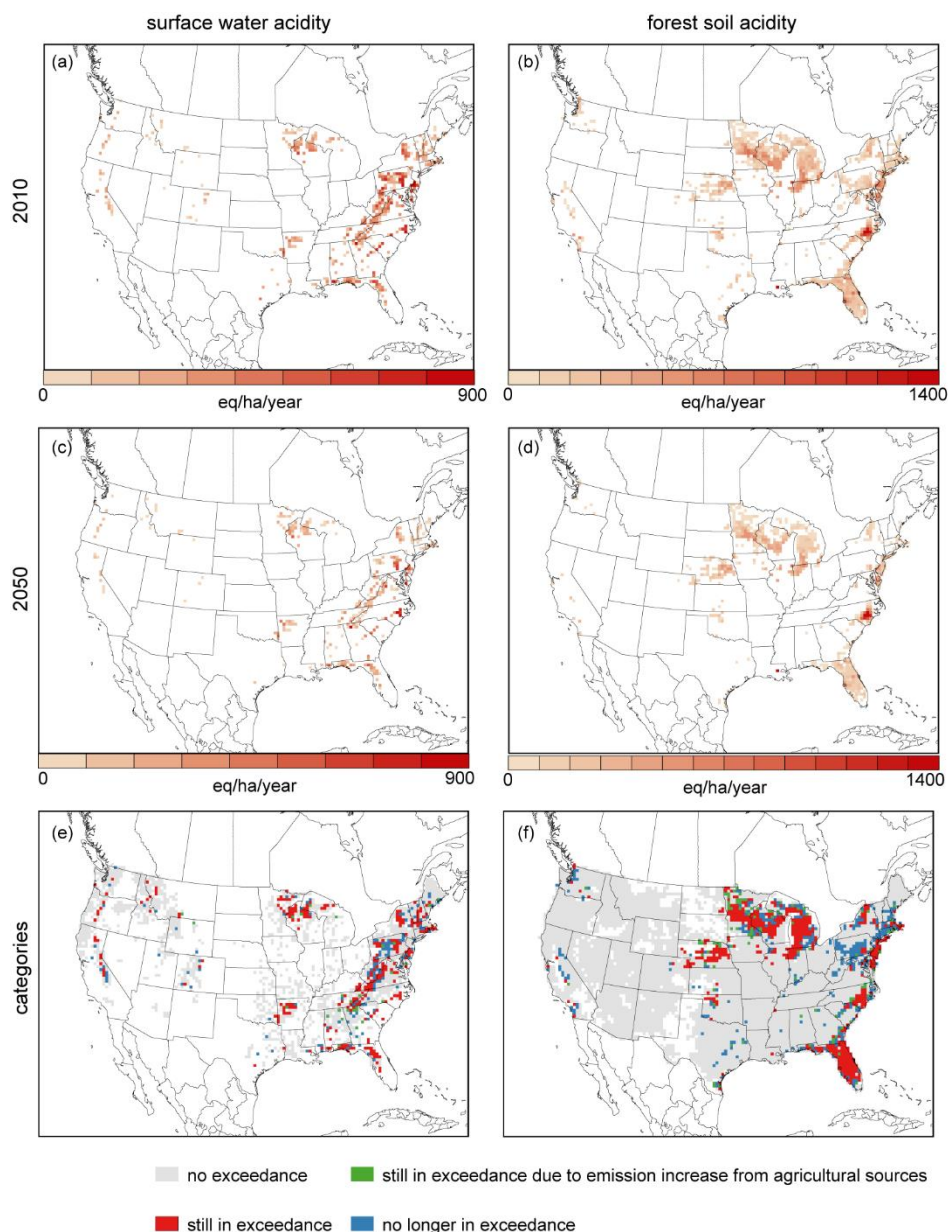 surface water acidity
forest soil acidity
2010
(a)
(b)
0
900
eq/ha/year
0
1400
eq/ha/year
2050
(c)
(d)
0
900
eq/ha/year
0
1400
eq/ha/year
categories
(e)
(f)
no exceedance
still in exceedance due to emission increase from agricultural sources
still in exceedance
no longer in exceedance